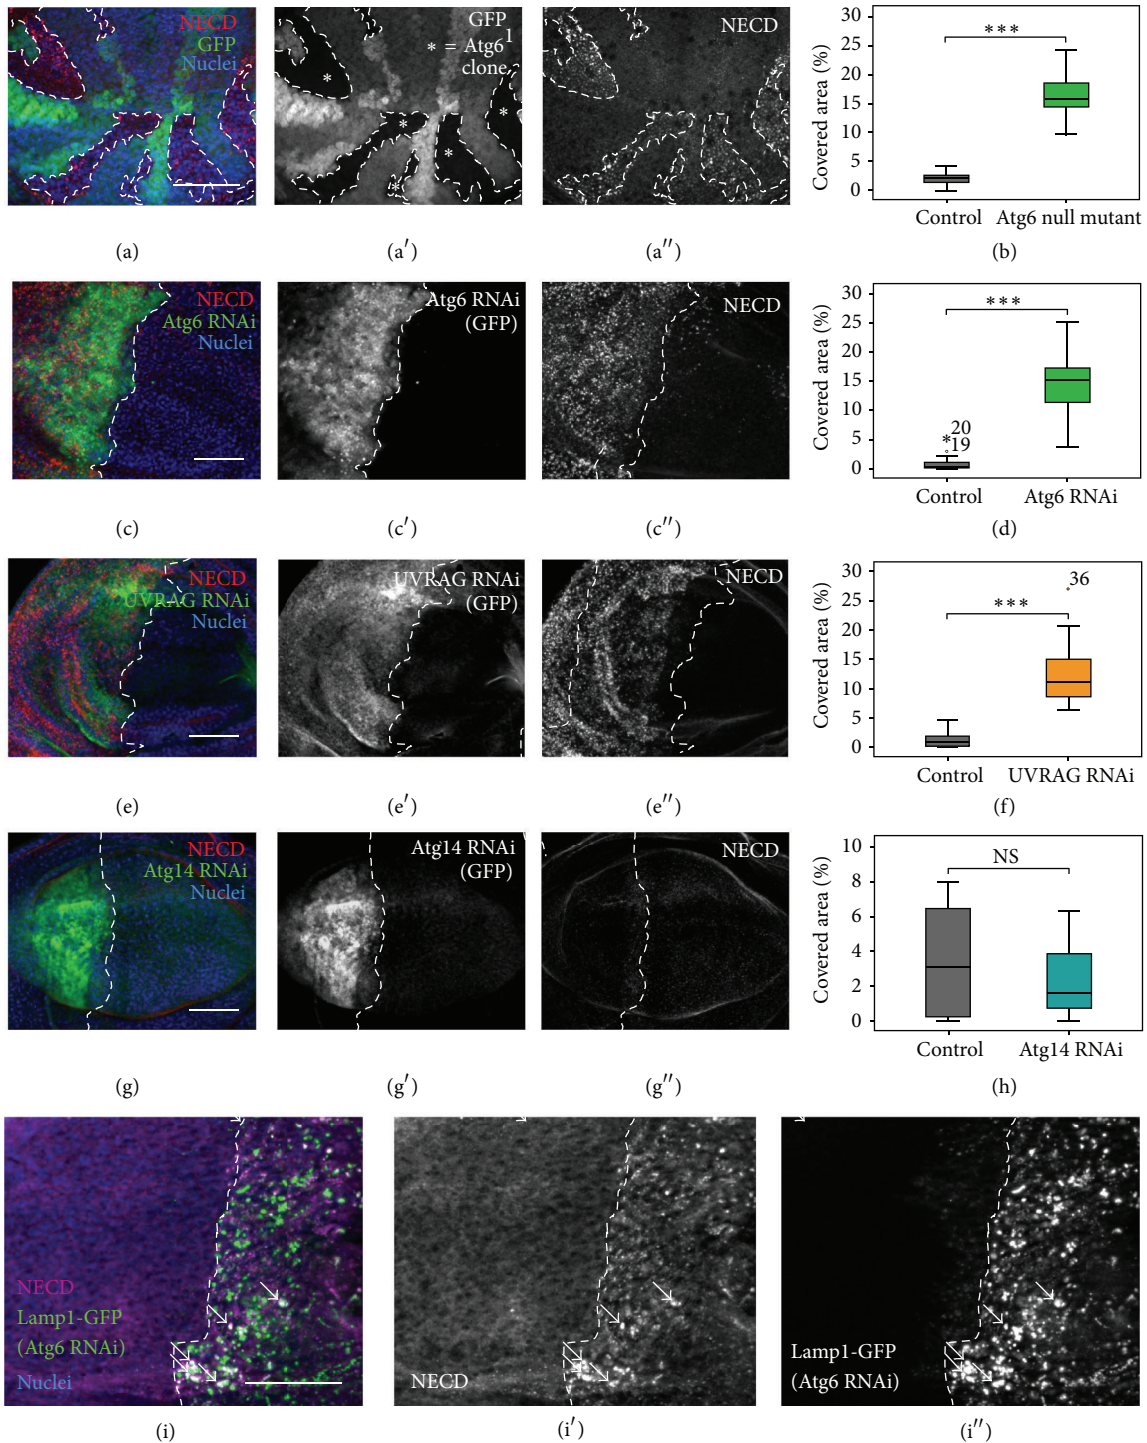 NECD
GFP
Nuclei
GFP
* = Atg6¹
clone
*
*
*
*
*
NECD
Covered area (%)
30
25
20
15
10
5
0
***
Control
Atg6 null mutant
(a)
(a′)
(a″)
(b)
NECD
Atg6 RNAi
Nuclei
Atg6 RNAi
(GFP)
NECD
Covered area (%)
30
25
20
15
10
5
0
***
*20
19
Control
Atg6 RNAi
(c)
(c′)
(c″)
(d)
NECD
UVRAG RNAi
Nuclei
UVRAG RNAi
(GFP)
NECD
Covered area (%)
30
25
20
15
10
5
0
***
36
Control
UVRAG RNAi
(e)
(e′)
(e″)
(f)
NECD
Atg14 RNAi
Nuclei
Atg14 RNAi
(GFP)
NECD
Covered area (%)
10
8
6
4
2
0
NS
Control
Atg14 RNAi
(g)
(g′)
(g″)
(h)
NECD
Lamp1-GFP
(Atg6 RNAi)
Nuclei
NECD
Lamp1-GFP
(Atg6 RNAi)
(i)
(i′)
(i″)